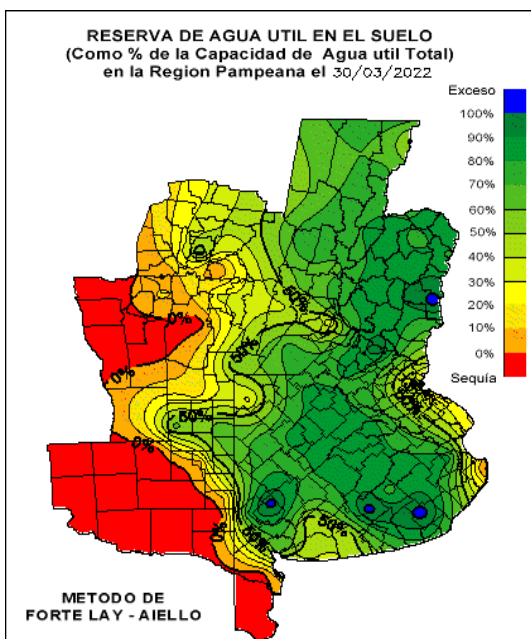 RESERVA DE AGUA UTIL EN EL SUELO
(Como % de la Capacidad de Agua util Total)
en la Region Pampeana el 30/03/2022
Exceso
100%
90%
80%
70%
60%
50%
40%
30%
20%
10%
0%
Sequía
50%
0%
50%
0%
50%
0%
50%
0%
METODO DE
FORTE LAY - AIELLO